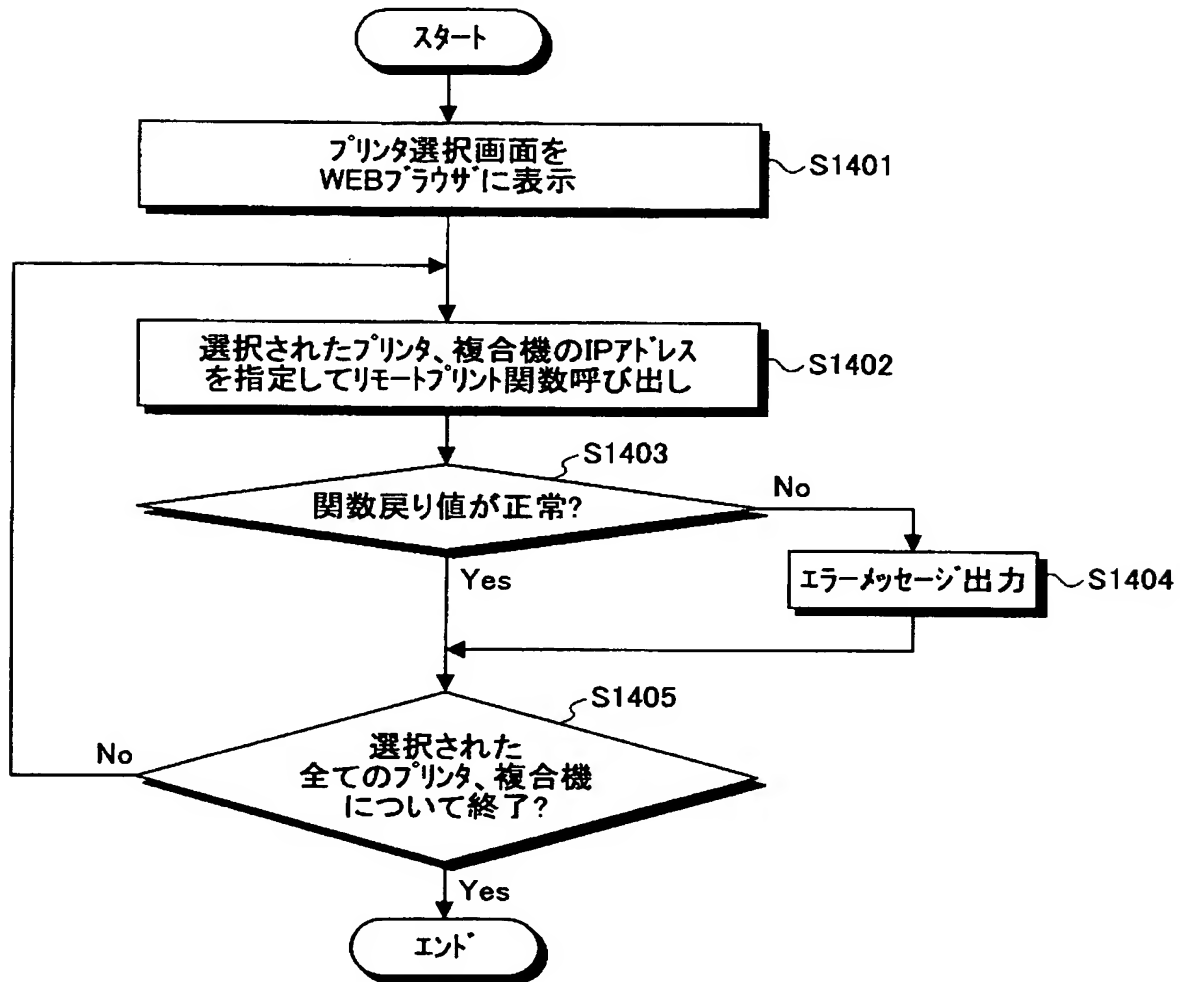 スタート
プリンタ選択画面を
WEBブラウザに表示
S1401
選択されたプリンタ、複合機のIPアドレス
を指定してリモートプリント関数呼び出し
S1402
S1403
関数戻り値が正常?
No
Yes
エラーメッセージ出力
S1404
S1405
選択された
全てのプリンタ、複合機
について終了?
No
Yes
エンド